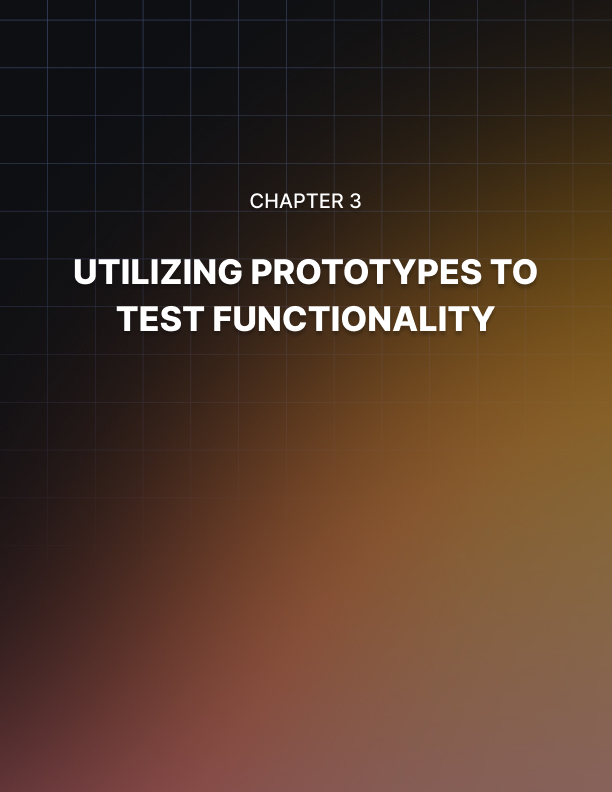 CHAPTER 3
UTILIZING PROTOTYPES TO
TEST FUNCTIONALITY